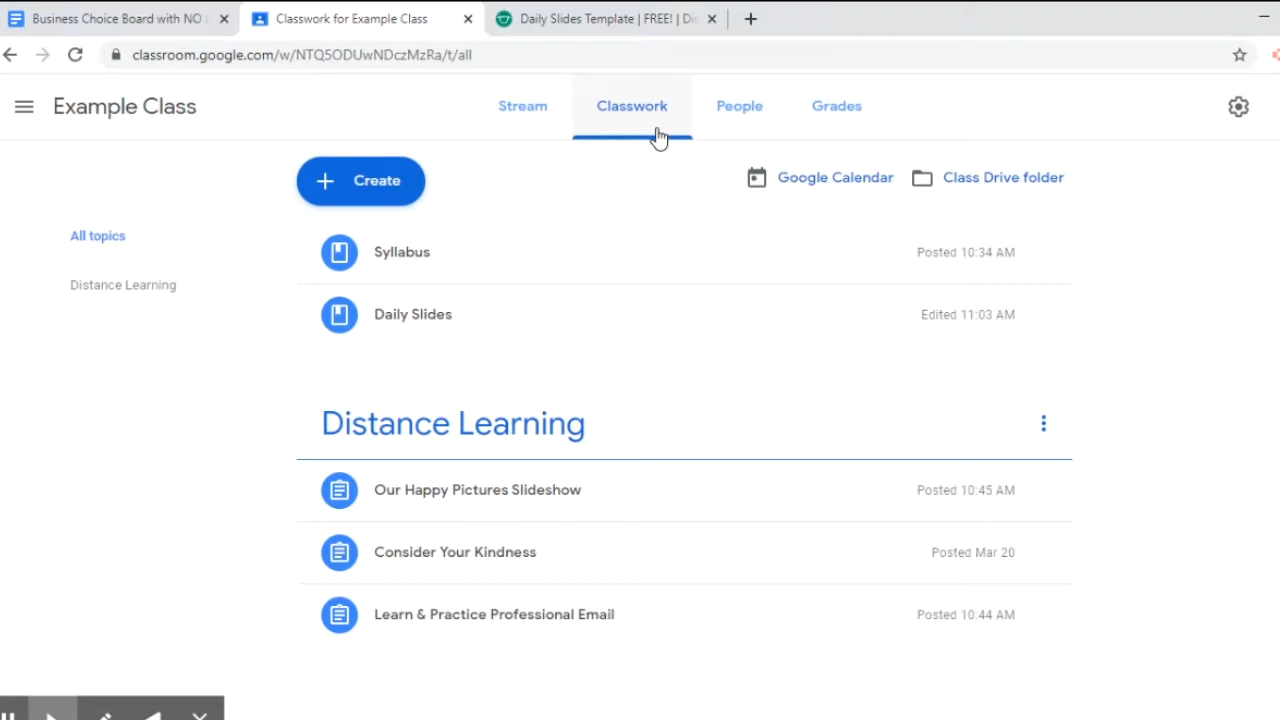 Business Choice Board with NO
Classwork for Example Class
Daily Slides Template | FREE! | Di
classroom.google.com/w/NTQ5ODUwNDczMzRa/t/all
Example Class
Stream
Classwork
People
Grades
Create
Google Calendar
Class Drive folder
All topics
Distance Learning
Syllabus
Posted 10:34 AM
Daily Slides
Edited 11:03 AM
Distance Learning
Our Happy Pictures Slideshow
Posted 10:45 AM
Consider Your Kindness
Posted Mar 20
Learn & Practice Professional Email
Posted 10:44 AM